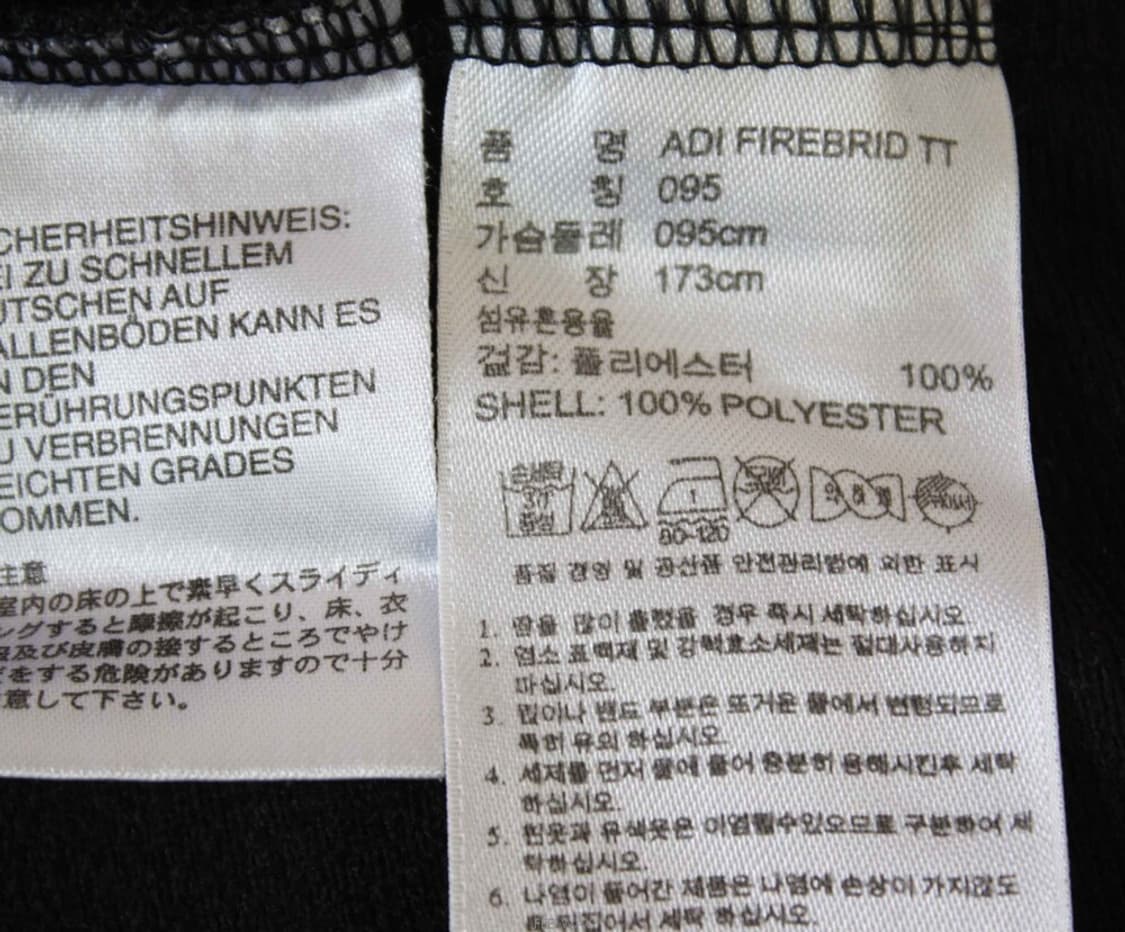 CHERHEITSHINWEIS:
EI ZU SCHNELLEM
UTSCHEN AUF
ALLENBÖDEN KANN ES
N DEN
ERÜHRUNGSPUNKTEN
U VERBRENNUNGEN
EICHTEN GRADES
OMMEN.
注意
室内の床の上で素早くスライディ
ングすると摩擦が起こり、床、衣
服及び皮膚の接するところでやけ
どをする危険がありますので十分
注意して下さい。
품 명 ADI FIREBRID TT
호 칭 095
가슴둘레 095cm
신 장 173cm
섬유혼용율
겉감: 폴리에스터 100%
SHELL: 100% POLYESTER
손세탁 30 중성
1 80~120
품질 경영 및 공산품 안전관리법에 의한 표시
1. 땀을 많이 흘렸을 경우 즉시 세탁하십시오.
2. 염소 표백제 및 강력효소세제는 절대사용하지
마십시오.
3. 밑이나 밴드 부분은 뜨거운 물에서 변형되므로
특히 유의 하십시오
4. 세제를 먼저 물에 풀어 충분히 용해시킨후 세탁
하십시오.
5. 흰옷과 유색옷은 이염될수있으므로 구분하여 세
탁하십시오.
6. 나염이 들어간 제품은 나염에 손상이 가지않도
록 뒤집어서 세탁 하십시오.